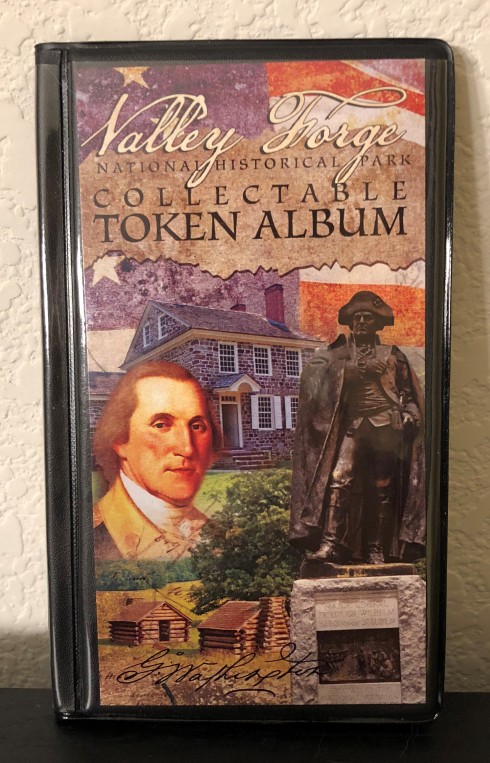 Valley Forge
NATIONAL HISTORICAL PARK
COLLECTABLE
TOKEN ALBUM
G. Washington